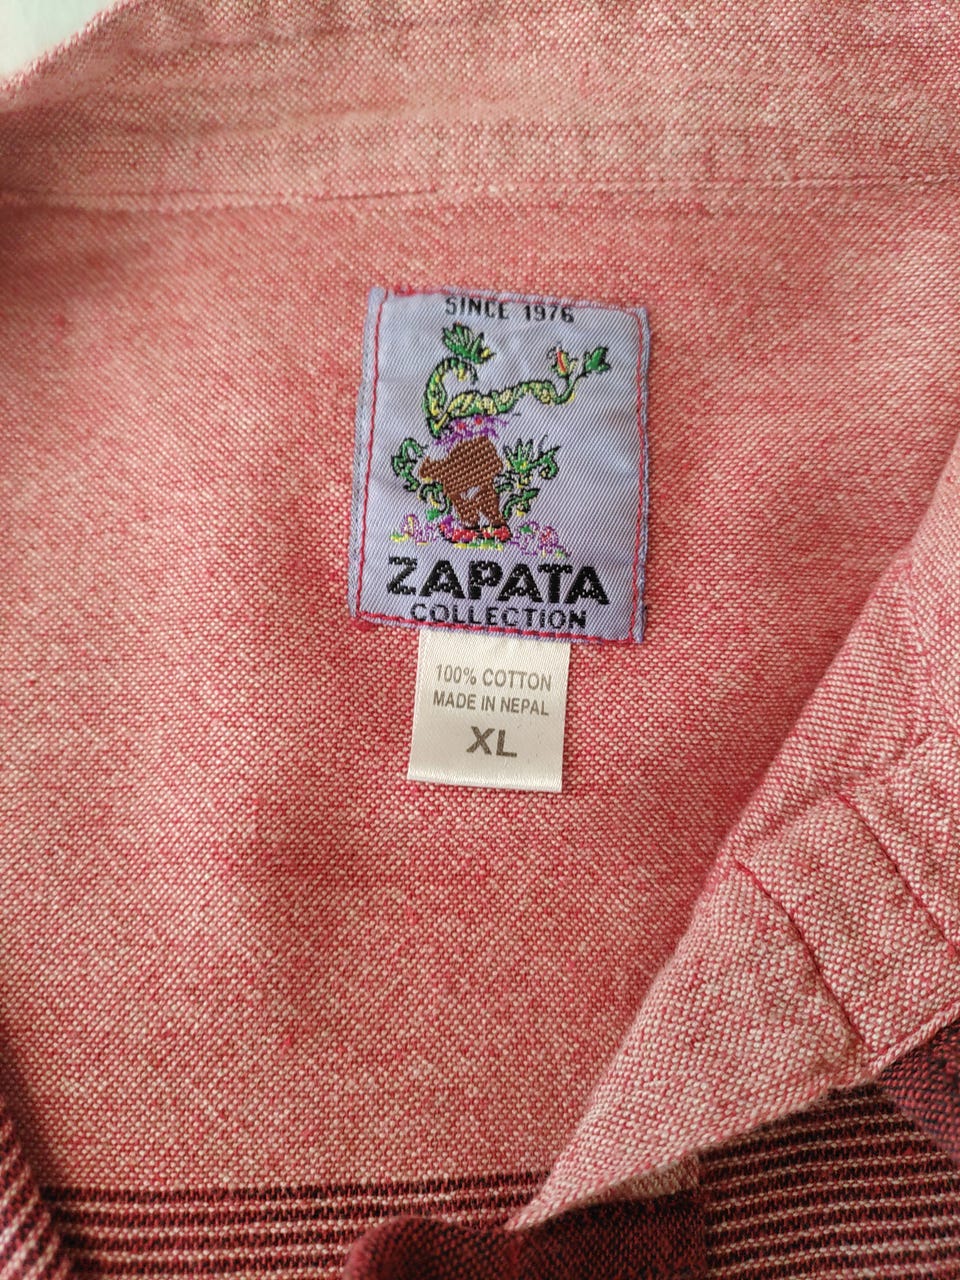 SINCE 1976
ZAPATA
COLLECTION
100% COTTON
MADE IN NEPAL
XL